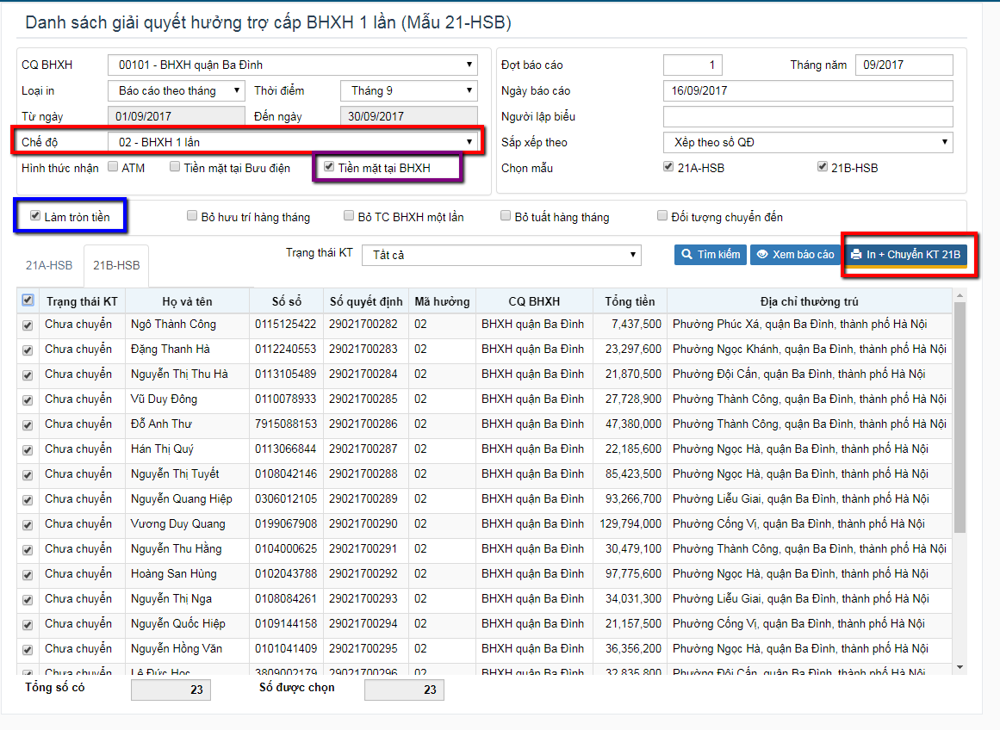 Danh sách giải quyết hưởng trợ cấp BHXH 1 lần (Mẫu 21-HSB)
CQ BHXH 00101 - BHXH quận Ba Đình
Loại in Báo cáo theo tháng Thời điểm Tháng 9
Từ ngày 01/09/2017 Đến ngày 30/09/2017
Chế độ 02 - BHXH 1 lần
Hình thức nhận ATM Tiền mặt tại Bưu điện Tiền mặt tại BHXH
Đợt báo cáo 1 Tháng năm 09/2017
Ngày báo cáo 16/09/2017
Người lập biểu
Sắp xếp theo Xếp theo số QĐ
Chọn mẫu 21A-HSB 21B-HSB
Làm tròn tiền Bỏ hưu trí hàng tháng Bỏ TC BHXH một lần Bỏ tuất hàng tháng Đối tượng chuyển đến
21A-HSB 21B-HSB Trạng thái KT Tất cả Tìm kiếm Xem báo cáo In + Chuyển KT 21B
Trạng thái KT Họ và tên Số sổ Số quyết định Mã hưởng CQ BHXH Tổng tiền Địa chỉ thường trú
Chưa chuyển Ngô Thành Công 0115125422 29021700282 02 BHXH quận Ba Đình 7,437,500 Phường Phúc Xá, quận Ba Đình, thành phố Hà Nội
Chưa chuyển Đặng Thanh Hà 0112240553 29021700283 02 BHXH quận Ba Đình 23,297,600 Phường Ngọc Khánh, quận Ba Đình, thành phố Hà Nội
Chưa chuyển Nguyễn Thị Thu Hà 0113105489 29021700284 02 BHXH quận Ba Đình 21,870,500 Phường Đội Cấn, quận Ba Đình, thành phố Hà Nội
Chưa chuyển Vũ Duy Đông 0110078933 29021700285 02 BHXH quận Ba Đình 27,728,900 Phường Thành Công, quận Ba Đình, thành phố Hà Nội
Chưa chuyển Đỗ Anh Thư 7915088153 29021700286 02 BHXH quận Ba Đình 47,380,000 Phường Thành Công, quận Ba Đình, thành phố Hà Nội
Chưa chuyển Hán Thị Quý 0113066844 29021700287 02 BHXH quận Ba Đình 22,185,600 Phường Ngọc Hà, quận Ba Đình, thành phố Hà Nội
Chưa chuyển Nguyễn Thị Tuyết 0108042146 29021700288 02 BHXH quận Ba Đình 85,423,500 Phường Ngọc Hà, quận Ba Đình, thành phố Hà Nội
Chưa chuyển Nguyễn Quang Hiệp 0306012105 29021700289 02 BHXH quận Ba Đình 93,266,700 Phường Liễu Giai, quận Ba Đình, thành phố Hà Nội
Chưa chuyển Vương Duy Quang 0199067908 29021700290 02 BHXH quận Ba Đình 129,794,000 Phường Cống Vị, quận Ba Đình, thành phố Hà Nội
Chưa chuyển Nguyễn Thu Hằng 0104000625 29021700291 02 BHXH quận Ba Đình 30,479,100 Phường Thành Công, quận Ba Đình, thành phố Hà Nội
Chưa chuyển Hoàng San Hùng 0102043788 29021700292 02 BHXH quận Ba Đình 97,775,600 Phường Ngọc Hà, quận Ba Đình, thành phố Hà Nội
Chưa chuyển Nguyễn Thị Nga 0108084261 29021700293 02 BHXH quận Ba Đình 34,031,300 Phường Liễu Giai, quận Ba Đình, thành phố Hà Nội
Chưa chuyển Nguyễn Quốc Hiệp 0109144158 29021700294 02 BHXH quận Ba Đình 21,157,500 Phường Cống Vị, quận Ba Đình, thành phố Hà Nội
Chưa chuyển Nguyễn Hồng Vân 0101041409 29021700295 02 BHXH quận Ba Đình 36,356,200 Phường Ngọc Hà, quận Ba Đình, thành phố Hà Nội
Chưa chuyển Lê Đức 3809002179 29021700296 02 BHXH quận Ba Đình 32,835,800 Phường Đội Cấn, quận Ba Đình, thành phố Hà Nội
Tổng số có 23 Số được chọn 23